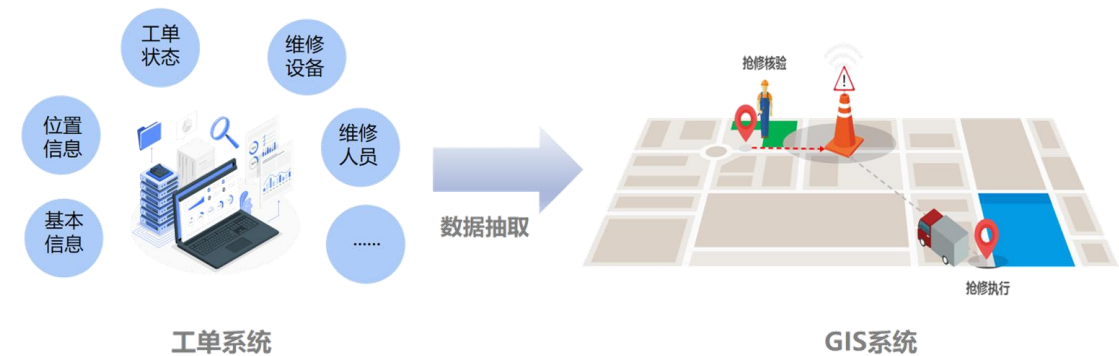 工单
状态
维修
设备
位置
信息
维修
人员
基本
信息
......
数据抽取
抢修核验
!
抢修执行
工单系统
GIS系统